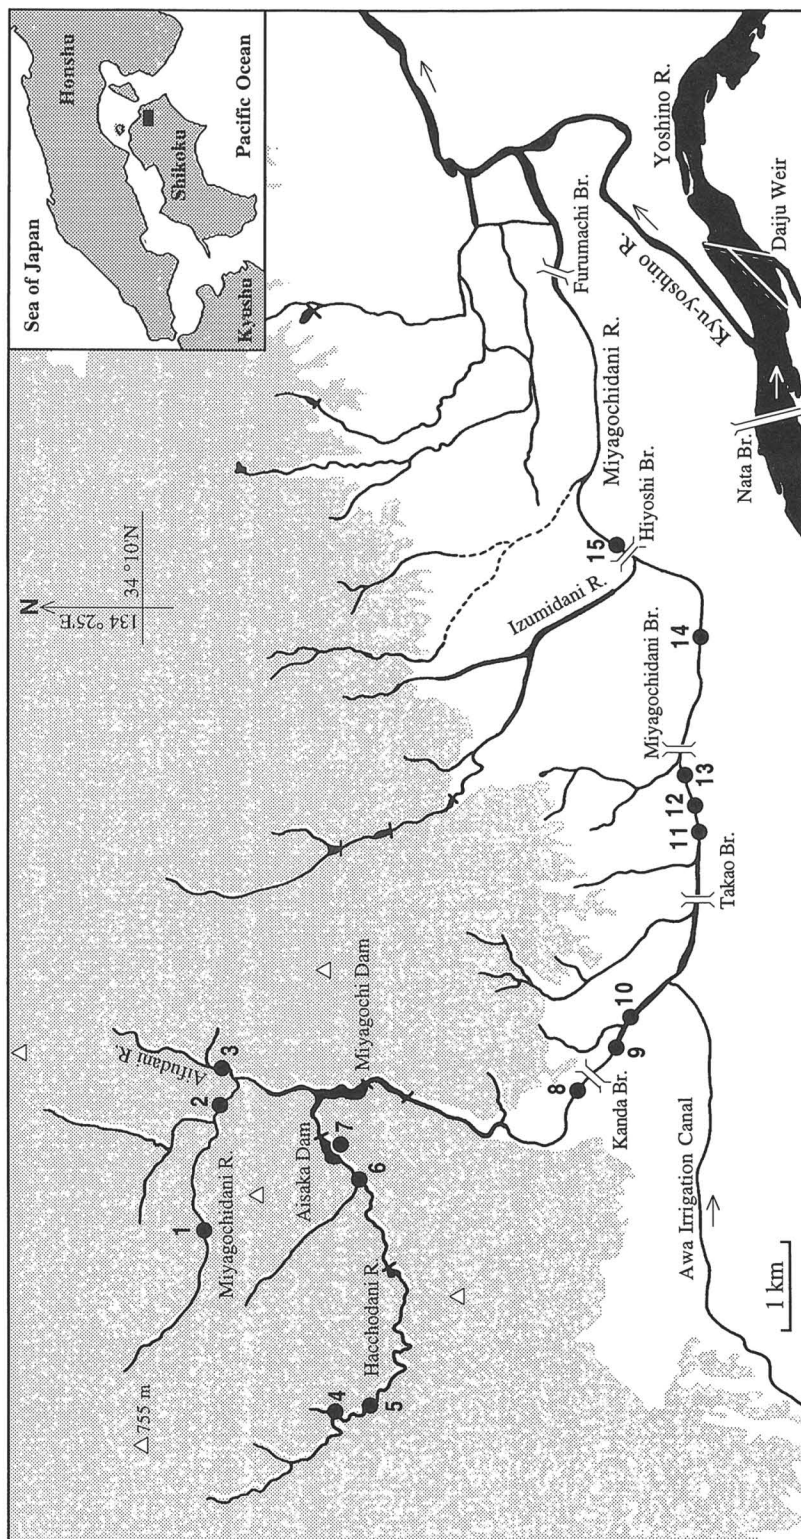 Sea of Japan
Honshu
Shikoku
Kyushu
Pacific Ocean
N
134 °25'E
34 °10'N
755 m
Aifudani R.
Miyagochidani R.
Aisaka Dam
Miyagochi Dam
Hacchodani R.
1
2
3
4
5
6
7
8
9
10
11
12
13
14
15
Kanda Br.
Takao Br.
Miyagochidani Br.
Hiyoshi Br.
Izumidani R.
Miyagochidani R.
Furumachi Br.
Kyu-yoshino R.
Yoshino R.
Daiju Weir
Nata Br.
Awa Irrigation Canal
1 km